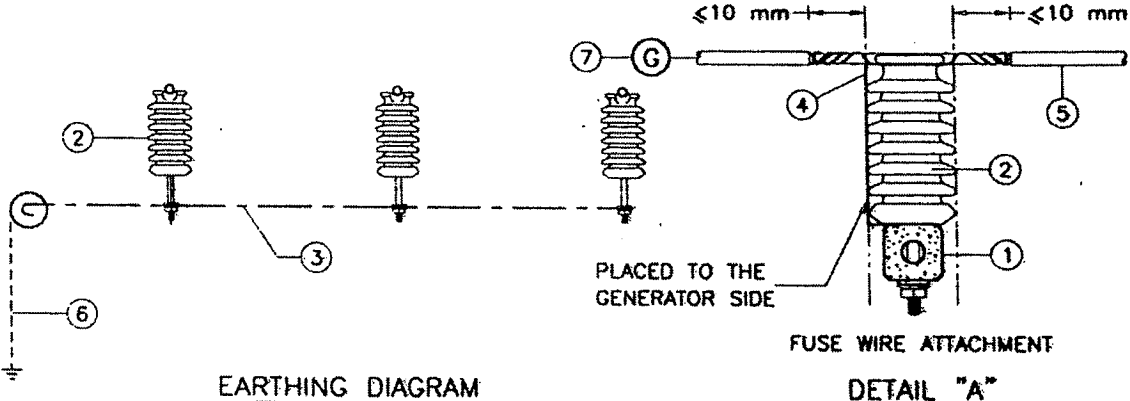 ≤10 mm
≤10 mm
7
G
4
5
2
2
3
1
PLACED TO THE
GENERATOR SIDE
6
FUSE WIRE ATTACHMENT
EARTHING DIAGRAM
DETAIL "A"